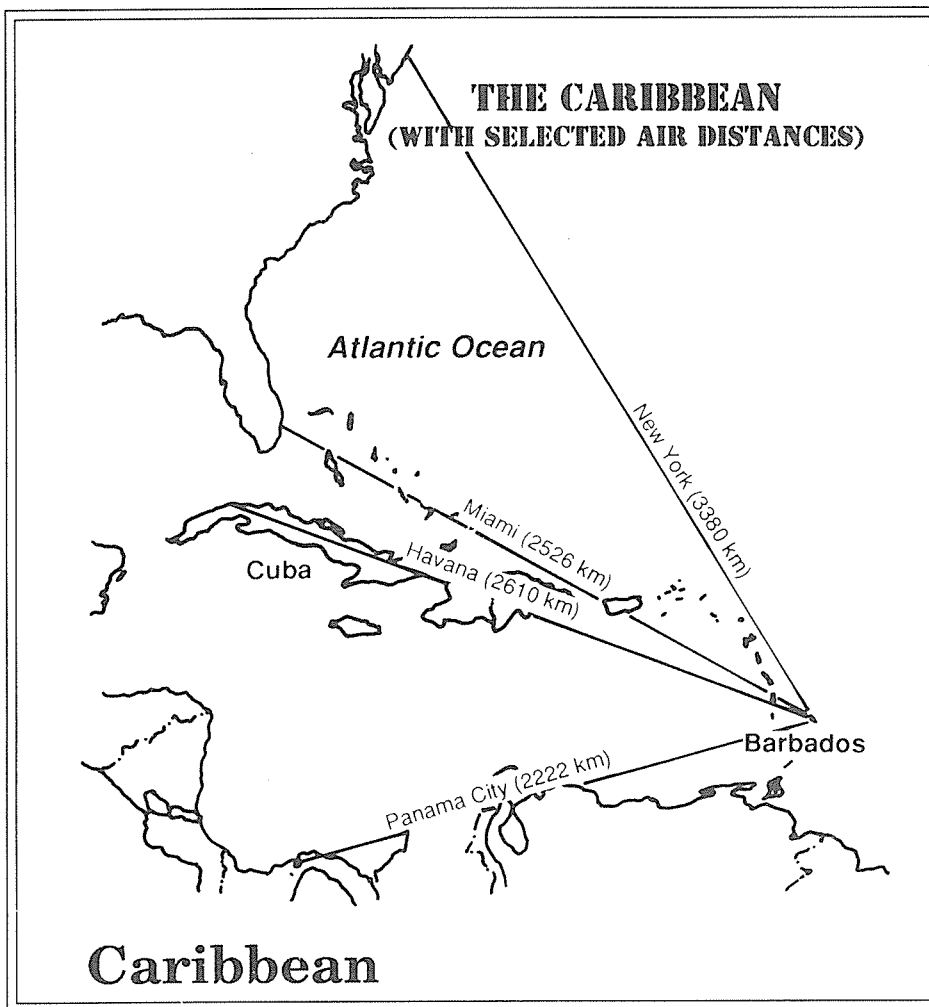 THE CARIBBEAN
(WITH SELECTED AIR DISTANCES)
Atlantic Ocean
New York (3380 km)
Miami (2526 km)
Havana (2610 km)
Cuba
Barbados
Panama City (2222 km)
Caribbean